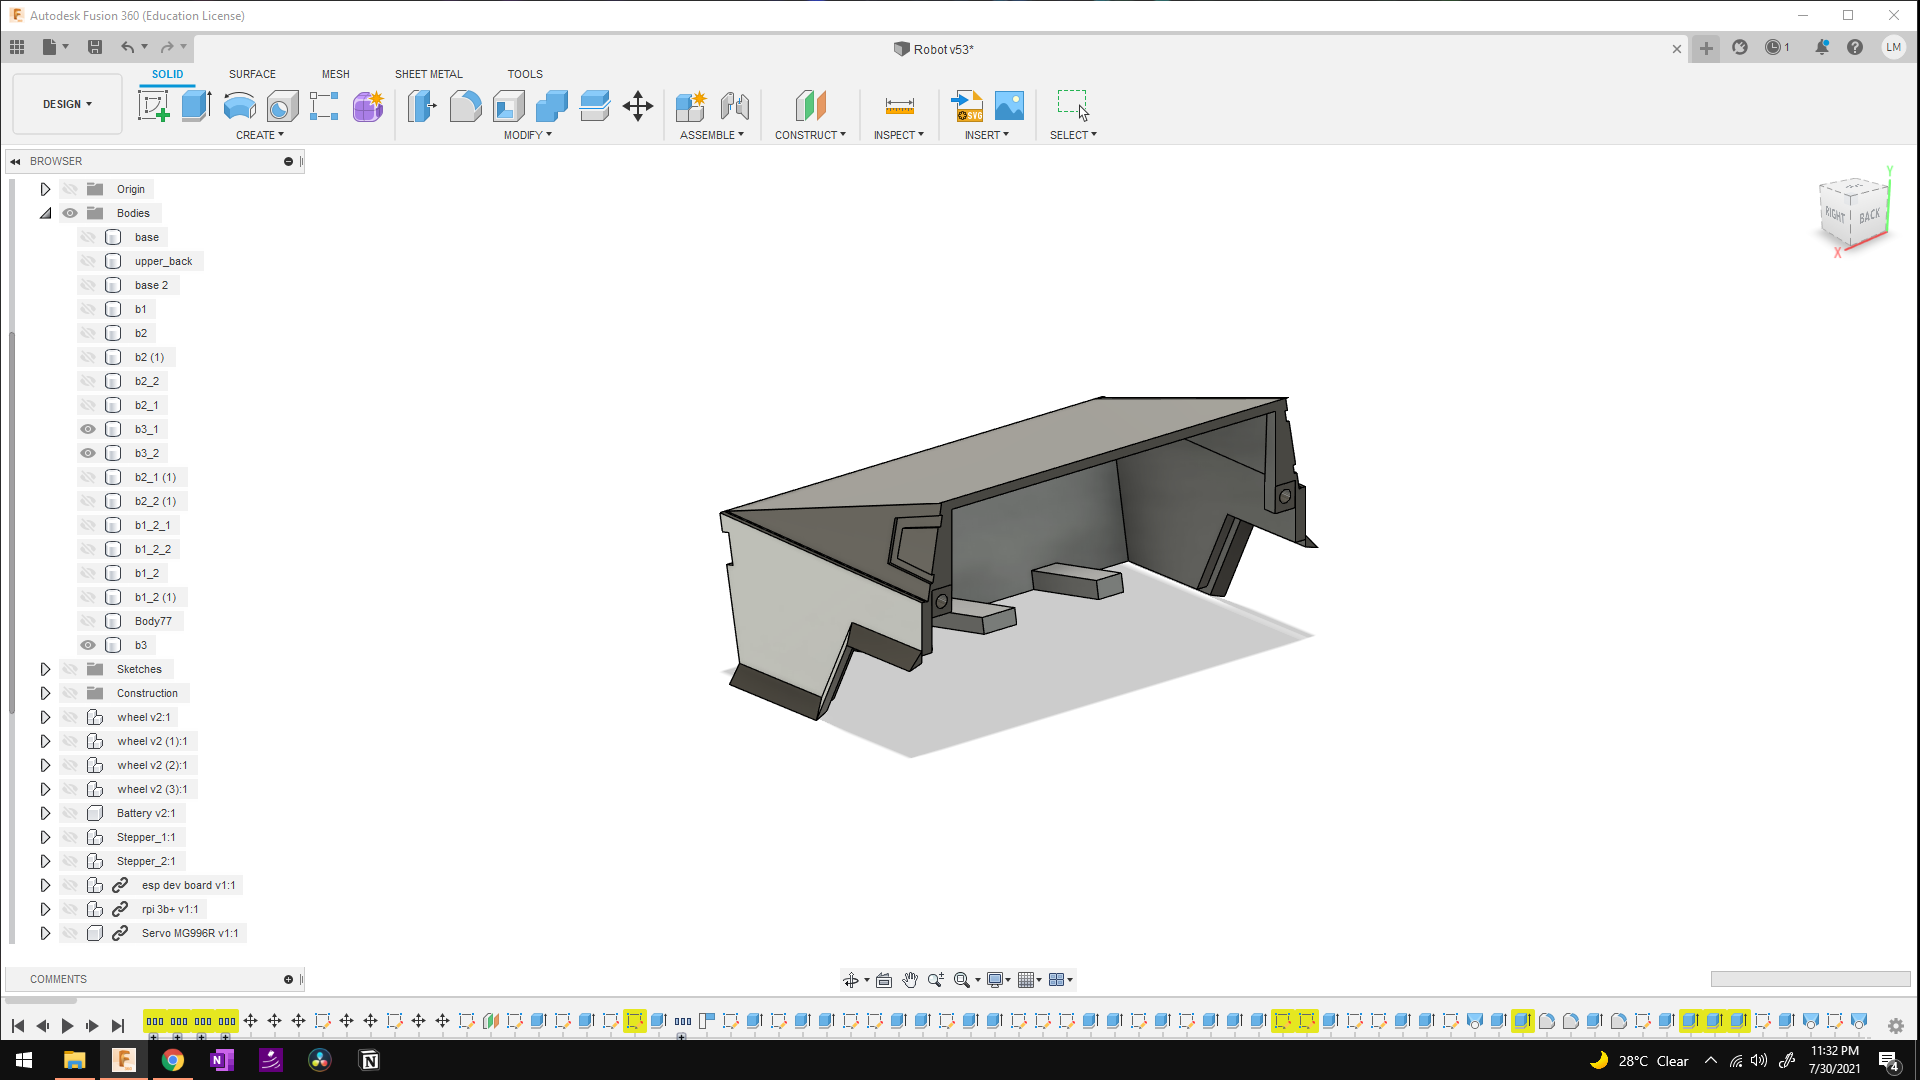 Autodesk Fusion 360 (Education License)
Robot v53*
1
LM
DESIGN
SOLID SURFACE MESH SHEET METAL TOOLS
SVG
CREATE MODIFY ASSEMBLE CONSTRUCT INSPECT INSERT SELECT
BROWSER
Origin
Bodies
base
upper_back
base 2
b1
b2
b2 (1)
b2_2
b2_1
b3_1
b3_2
b2_1 (1)
b2_2 (1)
b1_2_1
b1_2_2
b1_2
b1_2 (1)
Body77
b3
Sketches
Construction
wheel v2:1
wheel v2 (1):1
wheel v2 (2):1
wheel v2 (3):1
Battery v2:1
Stepper_1:1
Stepper_2:1
esp dev board v1:1
rpi 3b+ v1:1
Servo MG996R v1:1
Y
RIGHT BACK
X
COMMENTS
28°C Clear
11:32 PM
7/30/2021
4